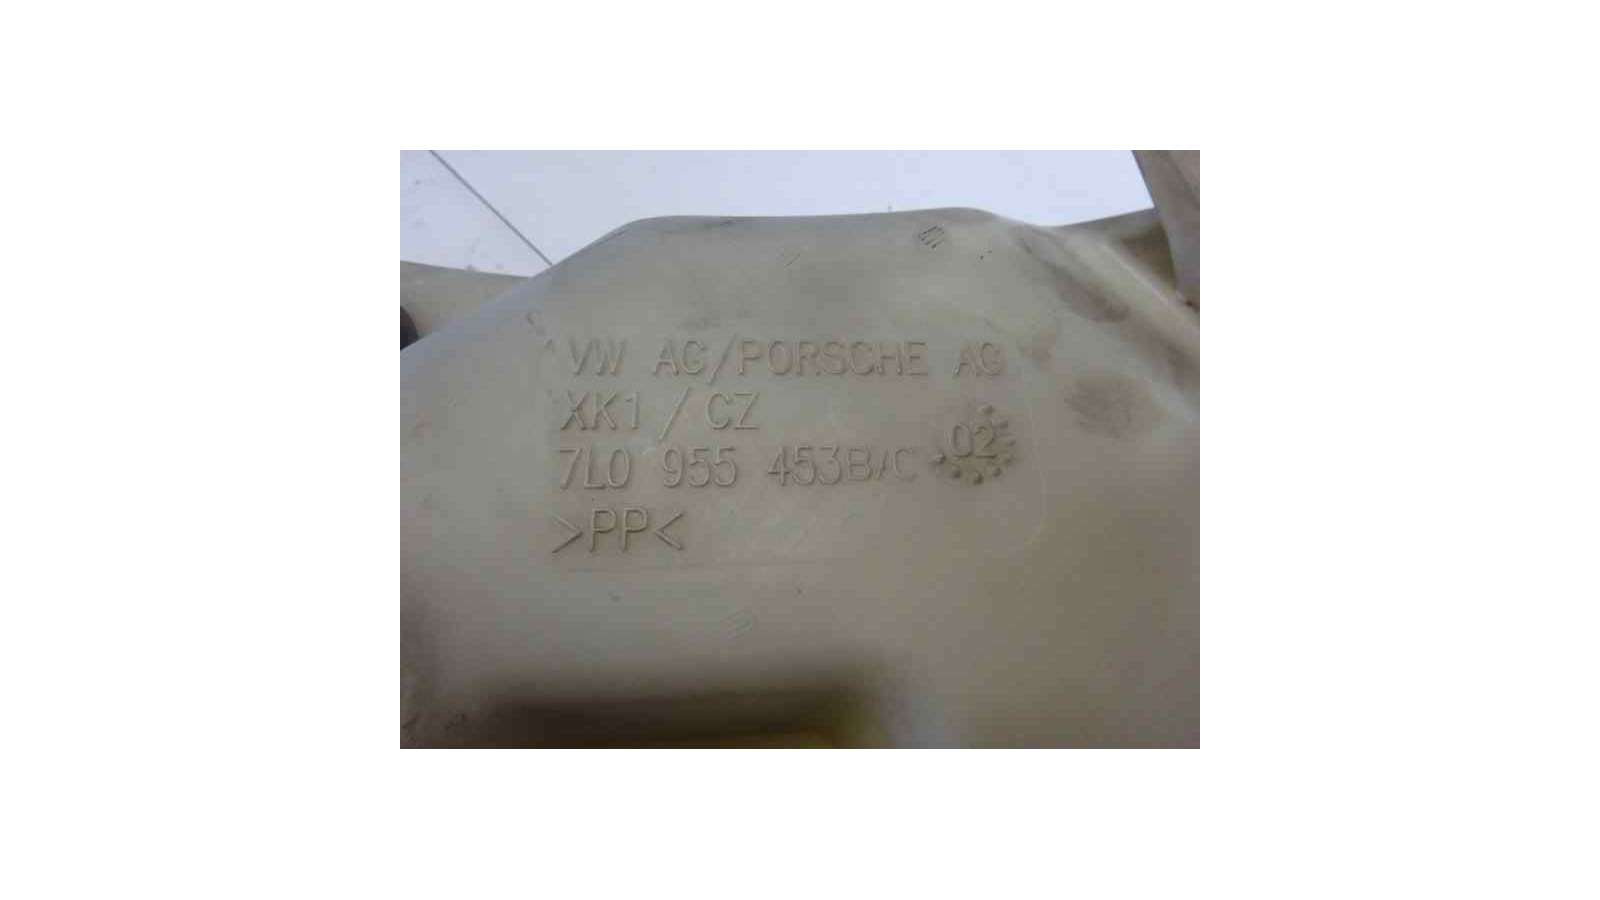 VW AG/PORSCHE AG
XK1 / CZ
7L0 955 453B/C 02
>PP<